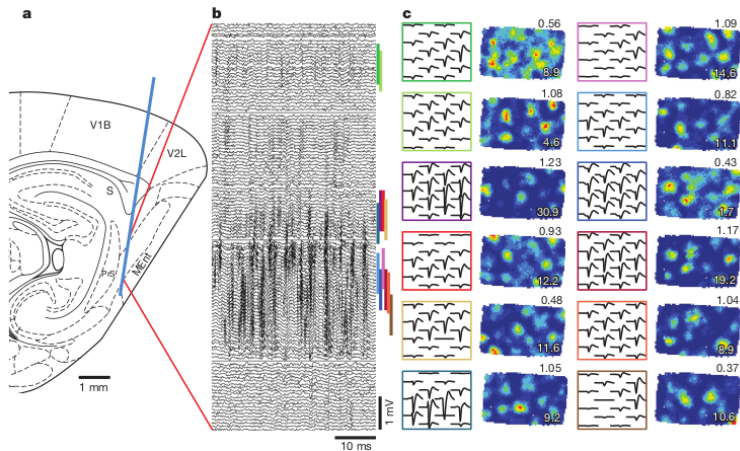 a
V1B
V2L
S
PrS
MEnt
1 mm
b
1 mV
10 ms
c
0.56
8.9
1.09
14.6
1.08
4.6
0.82
11.1
1.23
30.9
0.43
1.7
0.93
12.2
1.17
19.2
0.48
11.6
1.04
8.9
1.05
9.2
0.37
10.6